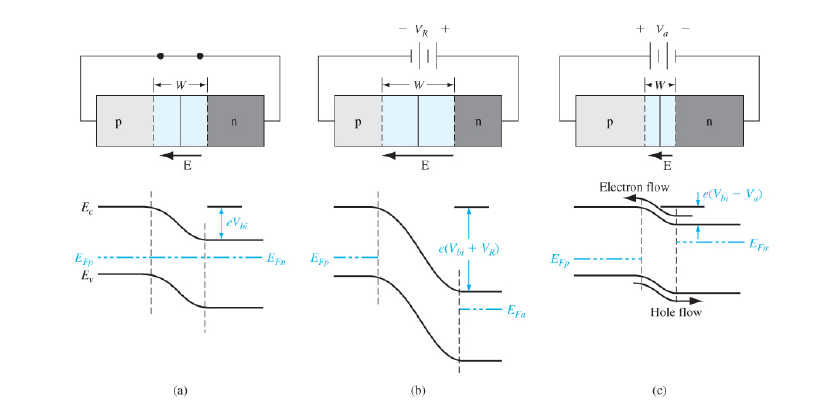 − V_R +
+ V_a −
W
W
W
p n
p n
p n
E
E
E
E_c
eV_bi
E_Fp
E_Fn
E_v
e(V_bi + V_R)
E_Fp
E_Fn
Electron flow
e(V_bi − V_a)
E_Fp
E_Fn
Hole flow
(a)
(b)
(c)